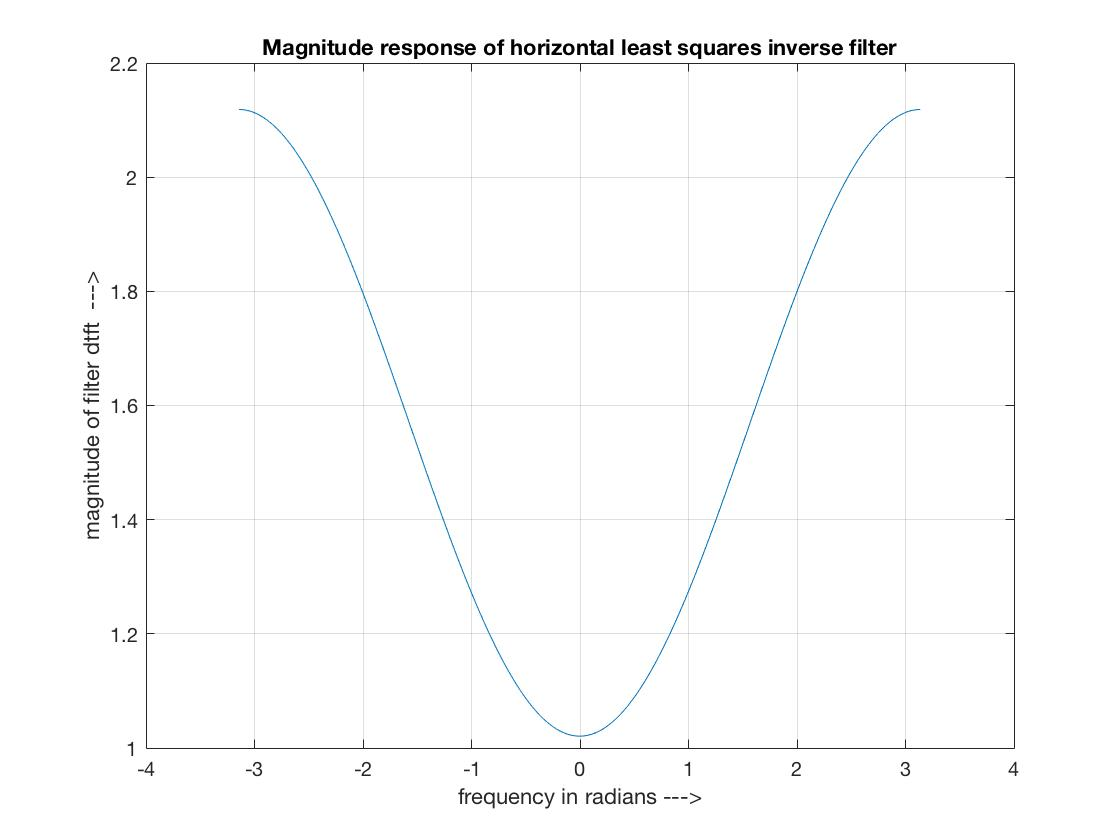 Magnitude response of horizontal least squares inverse filter
2.2
2
1.8
1.6
1.4
1.2
1
magnitude of filter dtft --->
-4 -3 -2 -1 0 1 2 3 4
frequency in radians --->